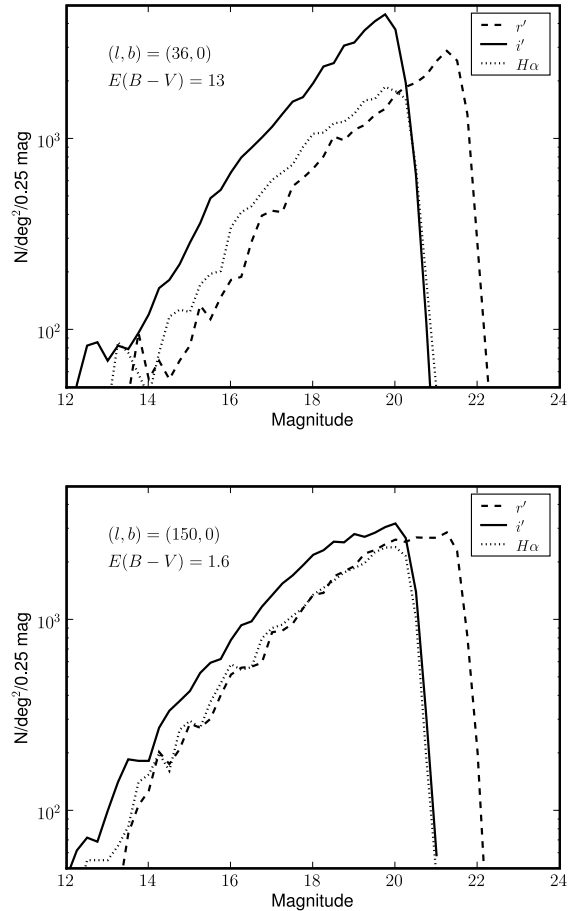 (l, b) = (36, 0)
E(B − V) = 13
r′
i′
Hα
N/deg²/0.25 mag
10³
10²
12 14 16 18 20 22 24
Magnitude
(l, b) = (150, 0)
E(B − V) = 1.6
r′
i′
Hα
N/deg²/0.25 mag
10³
10²
12 14 16 18 20 22 24
Magnitude